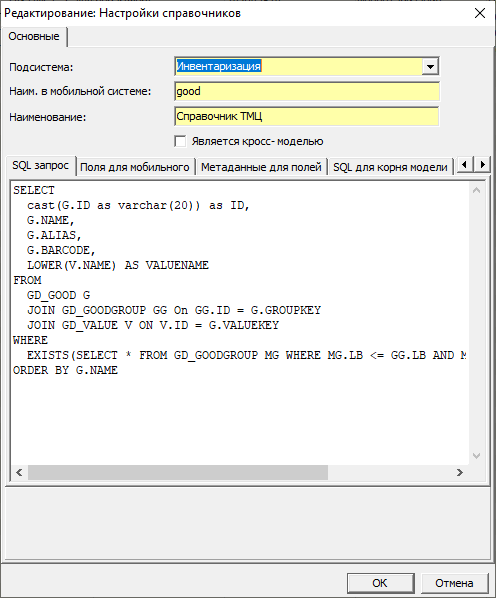 Редактирование: Настройки справочников
Основные
Подсистема:
Инвентаризация
Наим. в мобильной системе:
good
Наименование:
Справочник ТМЦ
Является кросс- моделью
SQL запрос Поля для мобильного Метаданные для полей SQL для корня модели
SELECT
cast(G.ID as varchar(20)) as ID,
G.NAME,
G.ALIAS,
G.BARCODE,
LOWER(V.NAME) AS VALUENAME
FROM
GD_GOOD G
JOIN GD_GOODGROUP GG On GG.ID = G.GROUPKEY
JOIN GD_VALUE V ON V.ID = G.VALUEKEY
WHERE
EXISTS(SELECT * FROM GD_GOODGROUP MG WHERE MG.LB <= GG.LB AND
ORDER BY G.NAME
OK Отмена